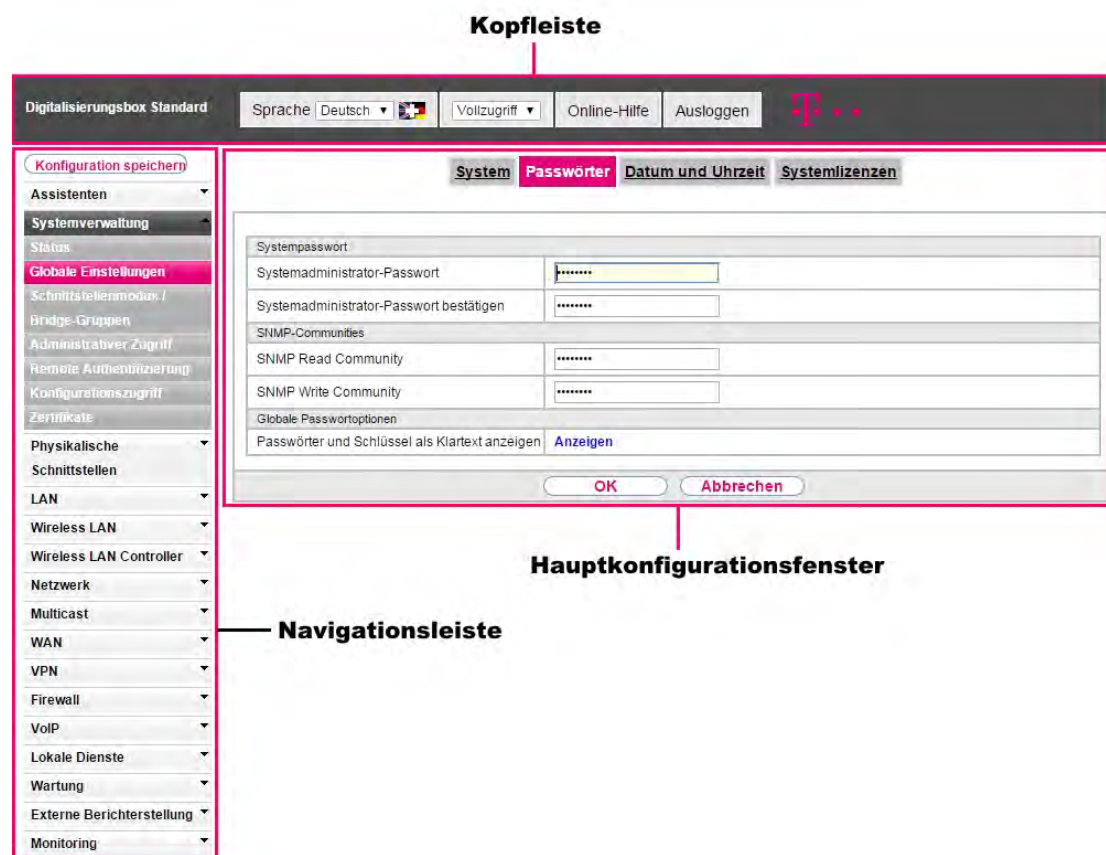 Kopfleiste
Digitalisierungsbox Standard
Sprache Deutsch
Vollzugriff
Online-Hilfe
Ausloggen
T
Konfiguration speichern
Assistenten
Systemverwaltung
Status
Globale Einstellungen
Schnittstellenmodus /
Bridge-Gruppen
Administrativer Zugriff
Remote Authentifizierung
Konfigurationszugriff
Zertifikate
Physikalische
Schnittstellen
LAN
Wireless LAN
Wireless LAN Controller
Netzwerk
Multicast
WAN
VPN
Firewall
VoIP
Lokale Dienste
Wartung
Externe Berichterstellung
Monitoring
System Passwörter Datum und Uhrzeit Systemlizenzen
Systempasswort
Systemadministrator-Passwort ••••••••
Systemadministrator-Passwort bestätigen ••••••••
SNMP-Communities
SNMP Read Community ••••••••
SNMP Write Community ••••••••
Globale Passwortoptionen
Passwörter und Schlüssel als Klartext anzeigen Anzeigen
OK Abbrechen
Hauptkonfigurationsfenster
Navigationsleiste